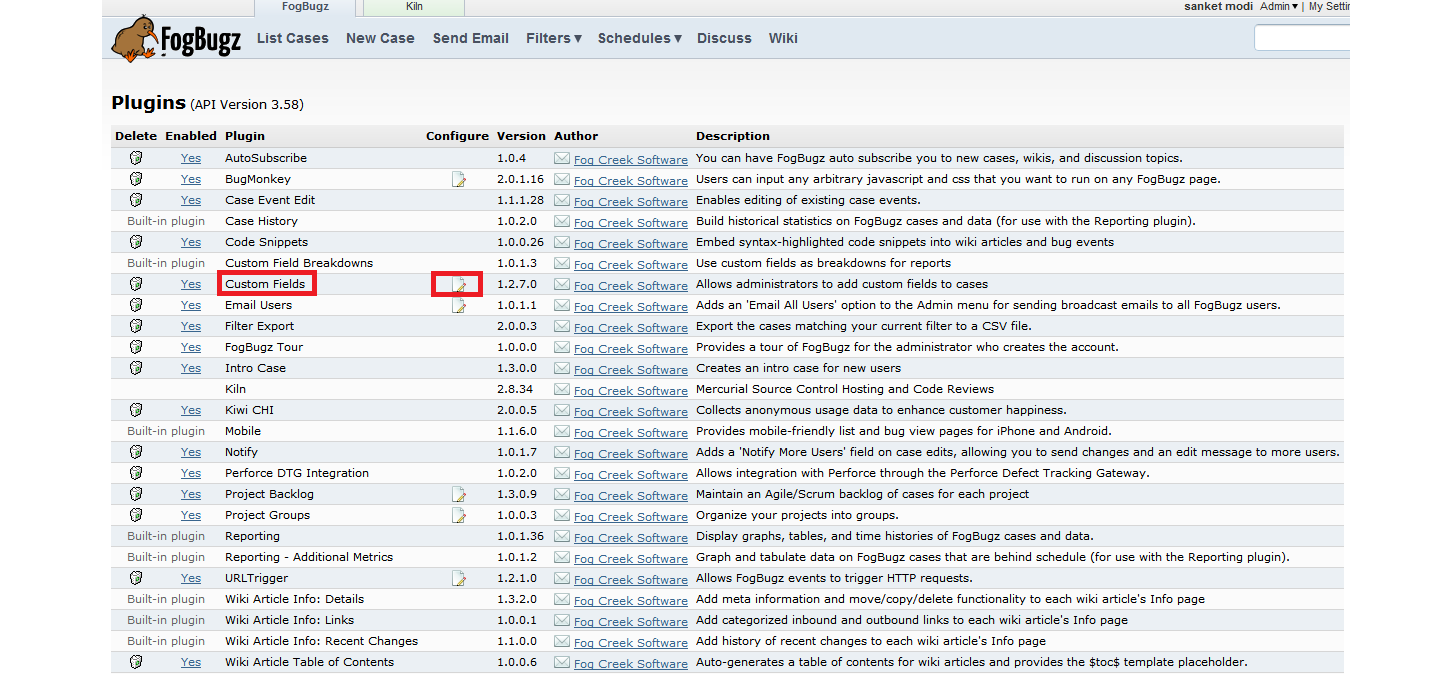 FogBugz Kiln sanket modi Admin ▾ | My Settin
FogBugz List Cases New Case Send Email Filters ▾ Schedules ▾ Discuss Wiki
Plugins (API Version 3.58)
Delete Enabled Plugin Configure Version Author Description
Yes AutoSubscribe 1.0.4 Fog Creek Software You can have FogBugz auto subscribe you to new cases, wikis, and discussion topics.
Yes BugMonkey 2.0.1.16 Fog Creek Software Users can input any arbitrary javascript and css that you want to run on any FogBugz page.
Yes Case Event Edit 1.1.1.28 Fog Creek Software Enables editing of existing case events.
Built-in plugin Case History 1.0.2.0 Fog Creek Software Build historical statistics on FogBugz cases and data (for use with the Reporting plugin).
Yes Code Snippets 1.0.0.26 Fog Creek Software Embed syntax-highlighted code snippets into wiki articles and bug events
Built-in plugin Custom Field Breakdowns 1.0.1.3 Fog Creek Software Use custom fields as breakdowns for reports
Yes Custom Fields 1.2.7.0 Fog Creek Software Allows administrators to add custom fields to cases
Yes Email Users 1.0.1.1 Fog Creek Software Adds an 'Email All Users' option to the Admin menu for sending broadcast emails to all FogBugz users.
Yes Filter Export 2.0.0.3 Fog Creek Software Export the cases matching your current filter to a CSV file.
Yes FogBugz Tour 1.0.0.0 Fog Creek Software Provides a tour of FogBugz for the administrator who creates the account.
Yes Intro Case 1.3.0.0 Fog Creek Software Creates an intro case for new users
Kiln 2.8.34 Fog Creek Software Mercurial Source Control Hosting and Code Reviews
Yes Kiwi CHI 2.0.0.5 Fog Creek Software Collects anonymous usage data to enhance customer happiness.
Built-in plugin Mobile 1.1.6.0 Fog Creek Software Provides mobile-friendly list and bug view pages for iPhone and Android.
Yes Notify 1.0.1.7 Fog Creek Software Adds a 'Notify More Users' field on case edits, allowing you to send changes and an edit message to more users.
Yes Perforce DTG Integration 1.0.2.0 Fog Creek Software Allows integration with Perforce through the Perforce Defect Tracking Gateway.
Yes Project Backlog 1.3.0.9 Fog Creek Software Maintain an Agile/Scrum backlog of cases for each project
Yes Project Groups 1.0.0.3 Fog Creek Software Organize your projects into groups.
Built-in plugin Reporting 1.0.1.36 Fog Creek Software Display graphs, tables, and time histories of FogBugz cases and data.
Built-in plugin Reporting - Additional Metrics 1.0.1.2 Fog Creek Software Graph and tabulate data on FogBugz cases that are behind schedule (for use with the Reporting plugin).
Yes URLTrigger 1.2.1.0 Fog Creek Software Allows FogBugz events to trigger HTTP requests.
Built-in plugin Wiki Article Info: Details 1.3.2.0 Fog Creek Software Add meta information and move/copy/delete functionality to each wiki article's Info page
Built-in plugin Wiki Article Info: Links 1.0.0.1 Fog Creek Software Add categorized inbound and outbound links to each wiki article's Info page
Built-in plugin Wiki Article Info: Recent Changes 1.1.0.0 Fog Creek Software Add history of recent changes to each wiki article's Info page
Yes Wiki Article Table of Contents 1.0.0.6 Fog Creek Software Auto-generates a table of contents for wiki articles and provides the $toc$ template placeholder.